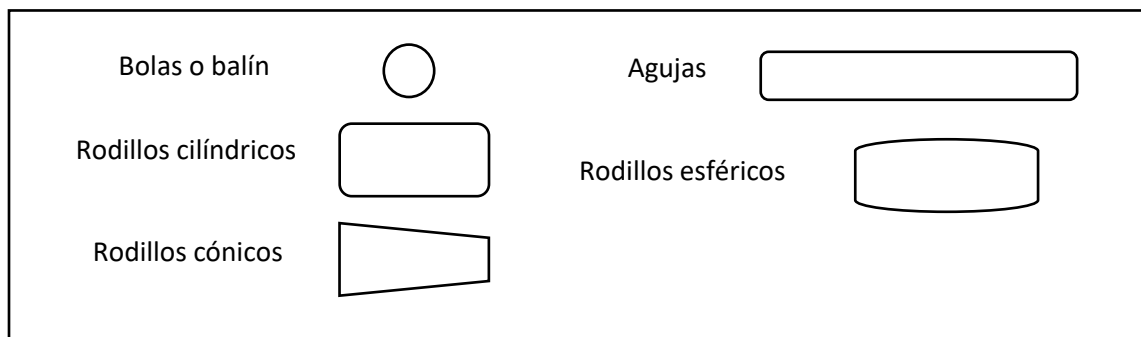 Bolas o balín
Agujas
Rodillos cilíndricos
Rodillos esféricos
Rodillos cónicos